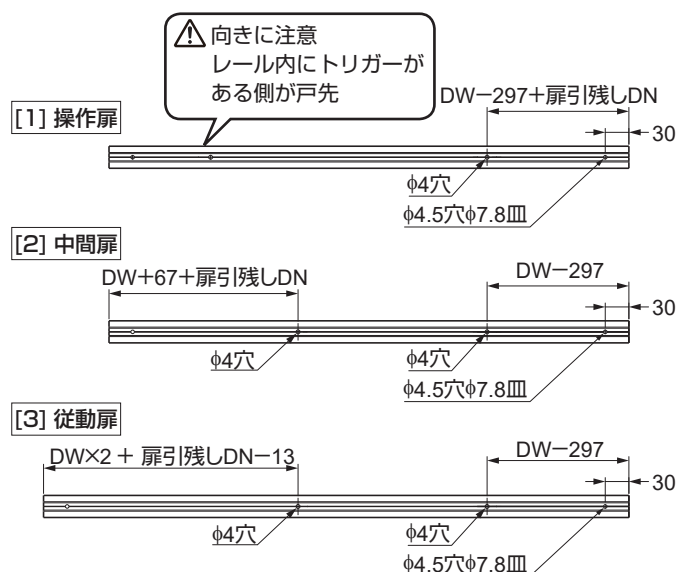 向きに注意
レール内にトリガーが
ある側が戸先
[1] 操作扉
DW－297＋扉引残しDN
30
φ4穴
φ4.5穴φ7.8皿
[2] 中間扉
DW＋67＋扉引残しDN
DW－297
30
φ4穴
φ4穴
φ4.5穴φ7.8皿
[3] 従動扉
DW×2 ＋ 扉引残しDN－13
DW－297
30
φ4穴
φ4穴
φ4.5穴φ7.8皿